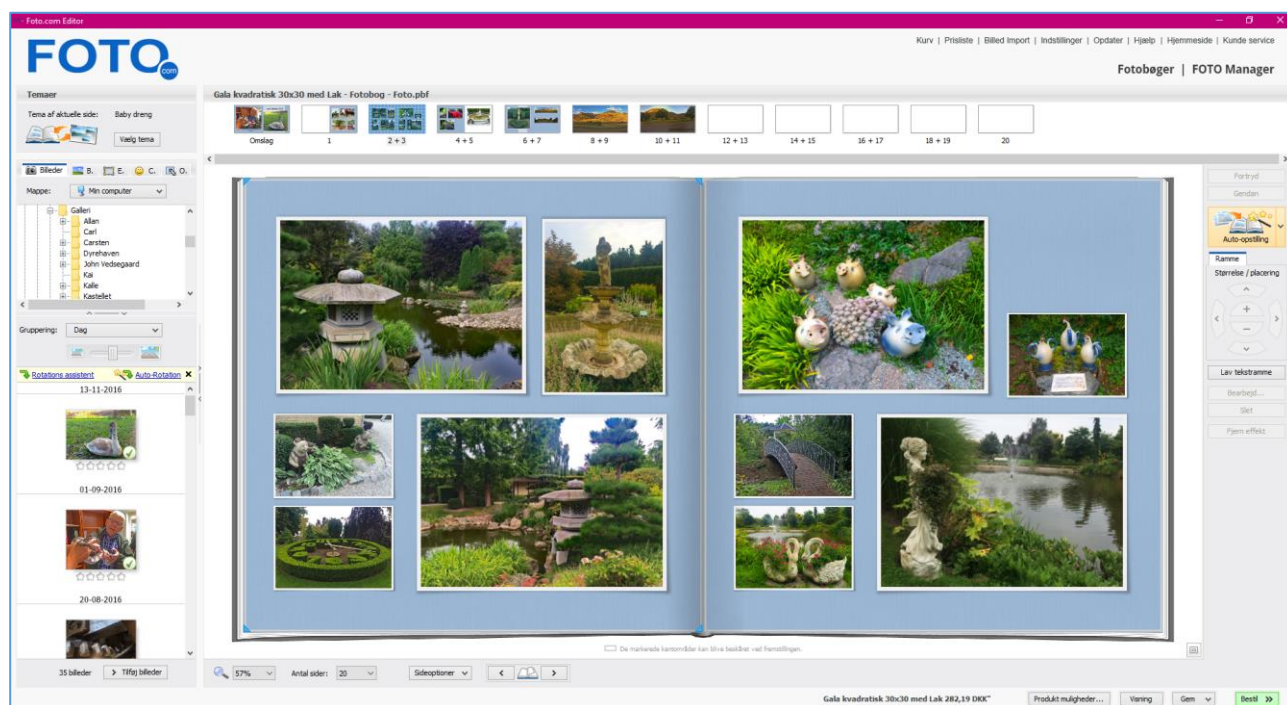 Foto.com Editor
FOTO.com
Kurv | Prisliste | Billed Import | Indstillinger | Opdater | Hjælp | Hjemmeside | Kunde service
Fotobøger | FOTO Manager
Temaer
Tema af aktuelle side: Baby dreng
Vælg tema
Gala kvadratisk 30x30 med Lak - Fotobog - Foto.pbf
Omslag 1 2 + 3 4 + 5 6 + 7 8 + 9 10 + 11 12 + 13 14 + 15 16 + 17 18 + 19 20
Billeder B. E. C. O.
Mappe: Min computer
Galleri
Allan
Carl
Carsten
Dyrehaven
John Vedsegaard
Kai
Kalle
Kastellet
Gruppering: Dag
Rotations assistent Auto-Rotation
13-11-2016
01-09-2016
20-08-2016
35 billeder > Tilføj billeder
Fortryd
Gendan
Auto-opstilling
Ramme
Størrelse / placering
Lav tekstramme
Bearbejd...
Slet
Fjern effekt
De markerede kantområder kan blive beskåret ved fremstillingen.
57% Antal sider: 20 Sideoptioner
Gala kvadratisk 30x30 med Lak 282,19 DKK* Produkt muligheder... Visning Gem Bestil